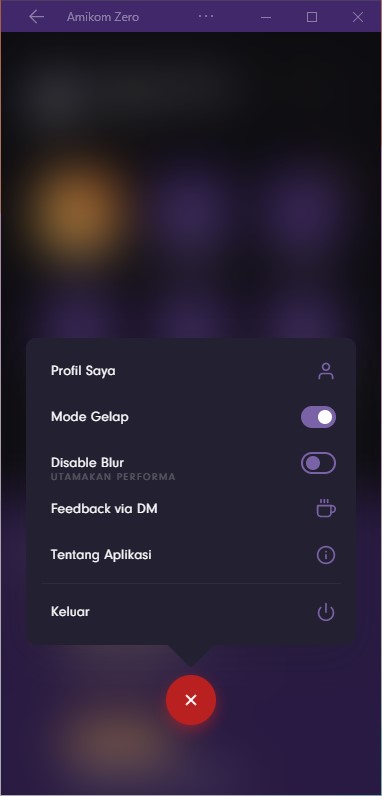 Amikom Zero
Profil Saya
Mode Gelap
Disable Blur
UTAMAKAN PERFORMA
Feedback via DM
Tentang Aplikasi
Keluar